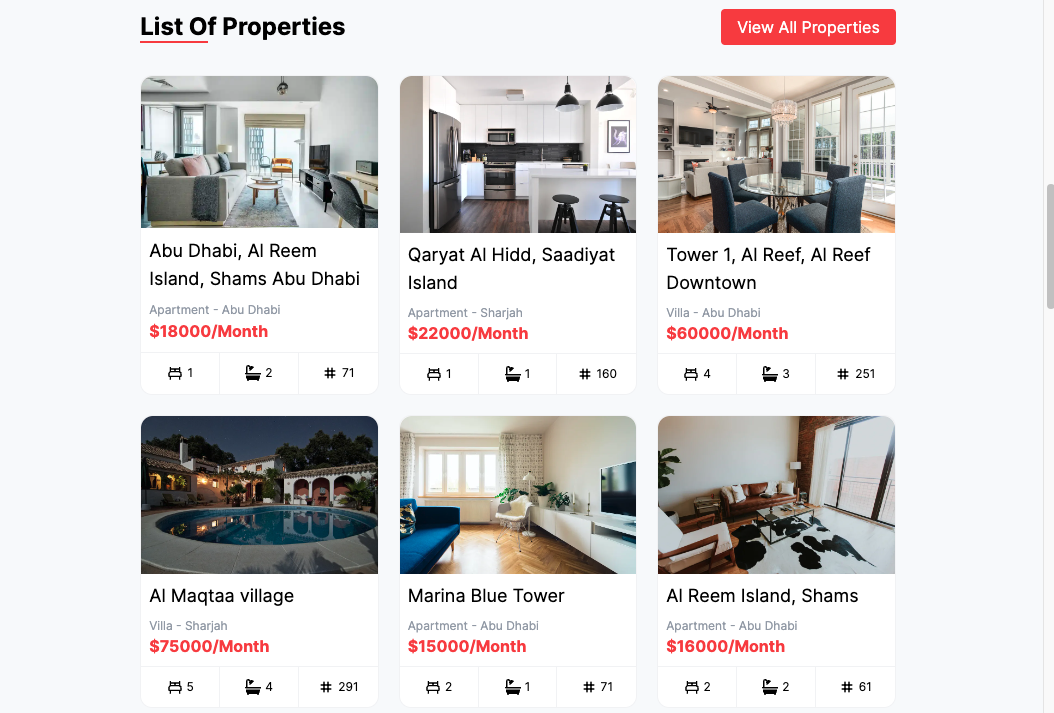 List Of Properties
View All Properties
Abu Dhabi, Al Reem
Island, Shams Abu Dhabi
Apartment - Abu Dhabi
$18000/Month
1
2
71
Qaryat Al Hidd, Saadiyat
Island
Apartment - Sharjah
$22000/Month
1
1
160
Tower 1, Al Reef, Al Reef
Downtown
Villa - Abu Dhabi
$60000/Month
4
3
251
Al Maqtaa village
Villa - Sharjah
$75000/Month
5
4
291
Marina Blue Tower
Apartment - Abu Dhabi
$15000/Month
2
1
71
Al Reem Island, Shams
Apartment - Abu Dhabi
$16000/Month
2
2
61